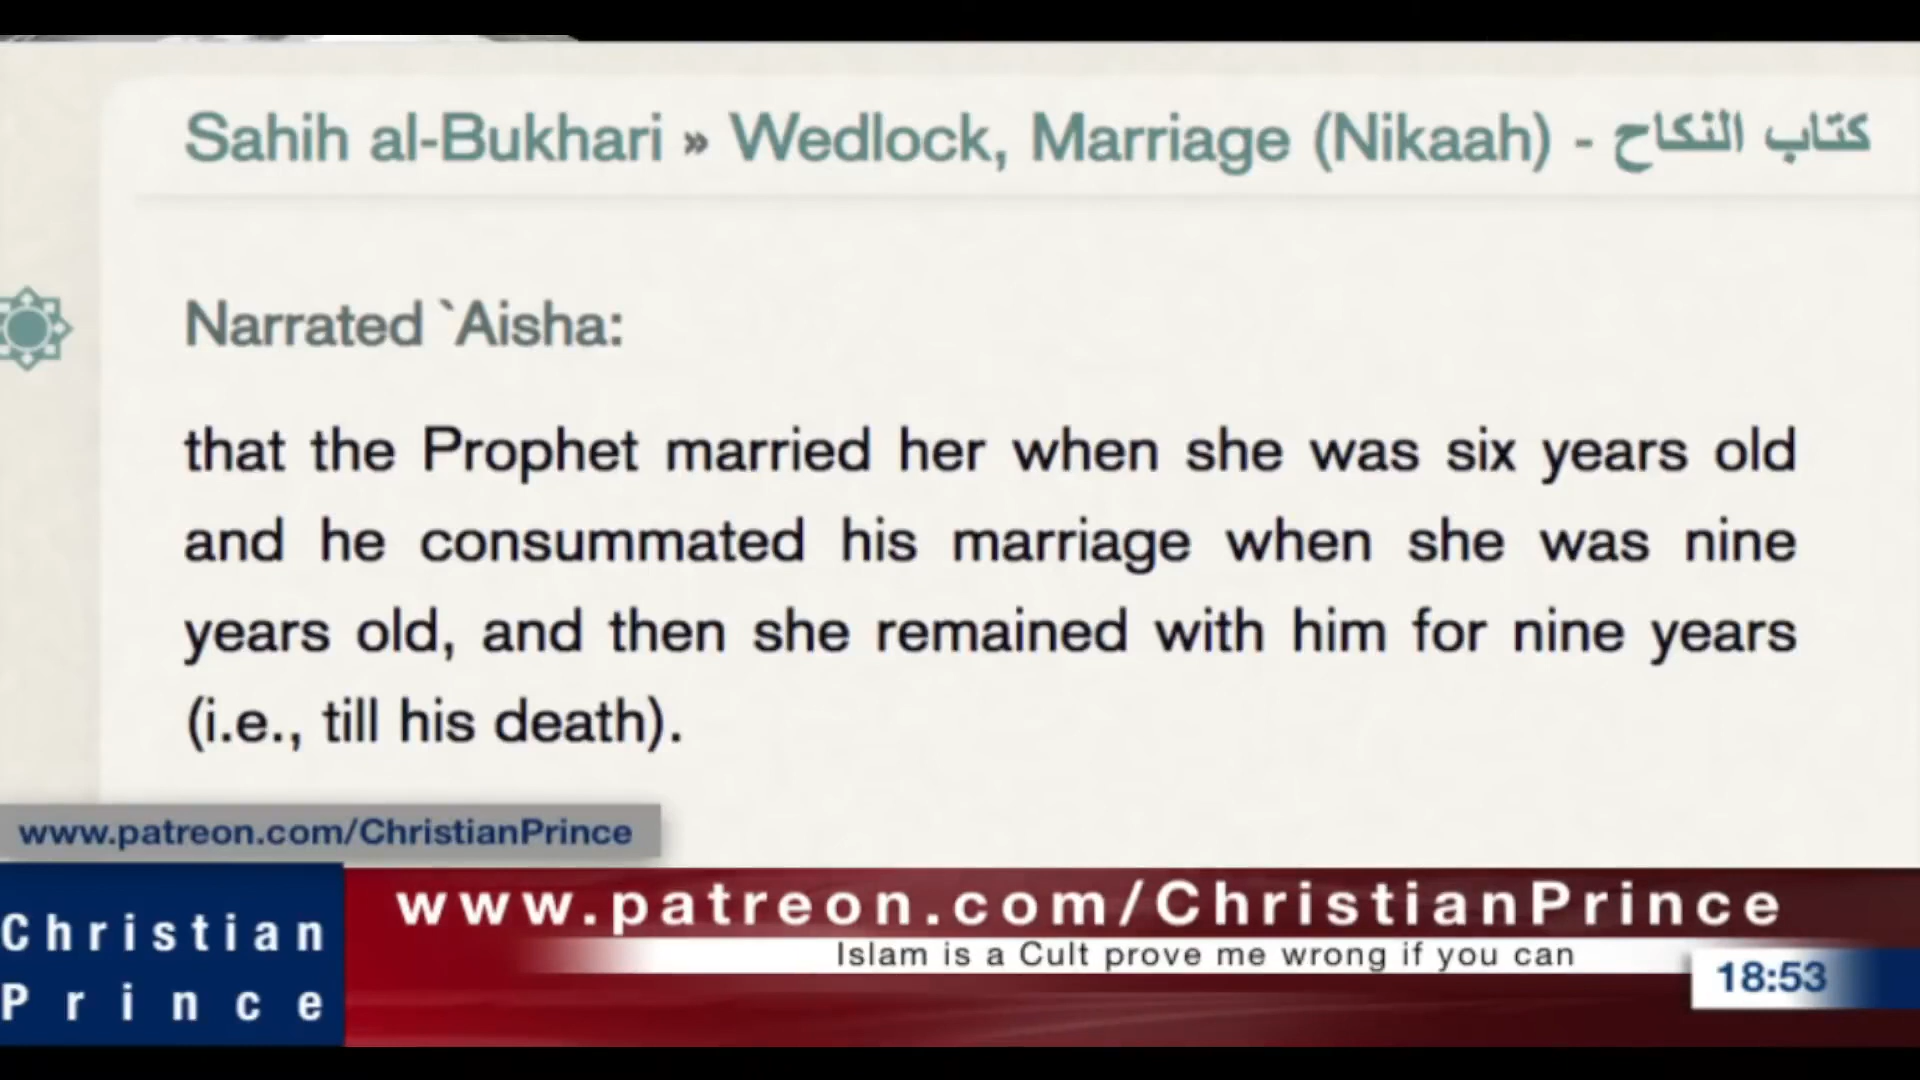 Sahih al-Bukhari » Wedlock, Marriage (Nikaah) - كتاب النكاح
Narrated `Aisha:
that the Prophet married her when she was six years old
and he consummated his marriage when she was nine
years old, and then she remained with him for nine years
(i.e., till his death).
www.patreon.com/ChristianPrince
Christian
Prince
www.patreon.com/ChristianPrince
Islam is a Cult prove me wrong if you can
18:53